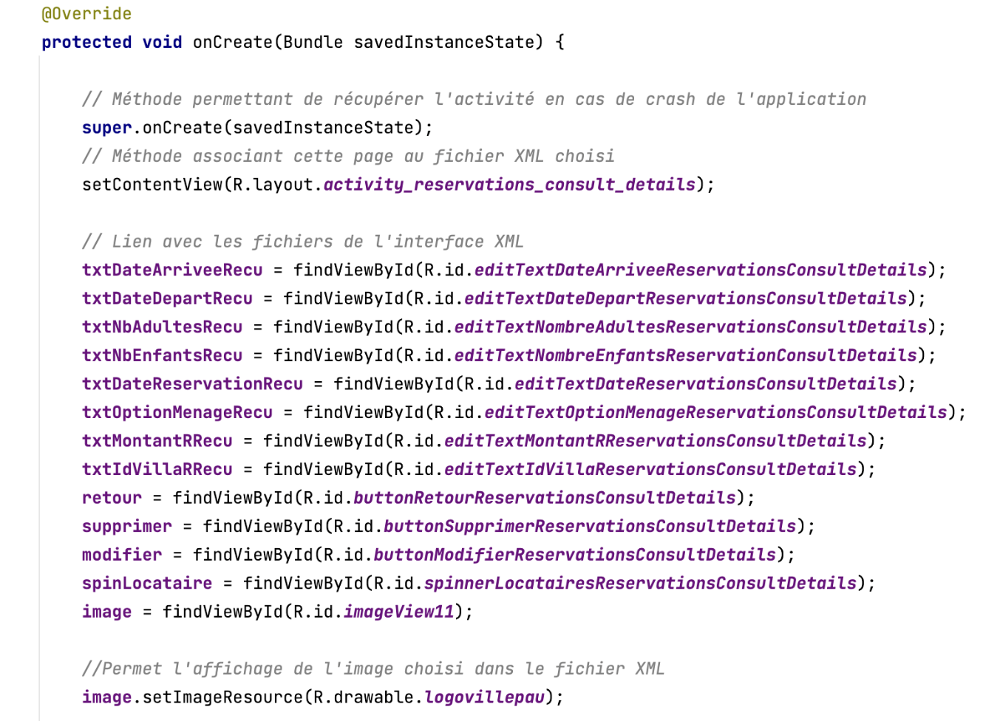 @Override
protected void onCreate(Bundle savedInstanceState) {
// Méthode permettant de récupérer l'activité en cas de crash de l'application
super.onCreate(savedInstanceState);
// Méthode associant cette page au fichier XML choisi
setContentView(R.layout.activity_reservations_consult_details);
// Lien avec les fichiers de l'interface XML
txtDateArriveeRecu = findViewById(R.id.editTextDateArriveeReservationsConsultDetails);
txtDateDepartRecu = findViewById(R.id.editTextDateDepartReservationsConsultDetails);
txtNbAdultesRecu = findViewById(R.id.editTextNombreAdultesReservationsConsultDetails);
txtNbEnfantsRecu = findViewById(R.id.editTextNombreEnfantsReservationConsultDetails);
txtDateReservationRecu = findViewById(R.id.editTextDateReservationsConsultDetails);
txtOptionMenageRecu = findViewById(R.id.editTextOptionMenageReservationsConsultDetails);
txtMontantRRecu = findViewById(R.id.editTextMontantRReservationsConsultDetails);
txtIdVillaRRecu = findViewById(R.id.editTextIdVillaReservationsConsultDetails);
retour = findViewById(R.id.buttonRetourReservationsConsultDetails);
supprimer = findViewById(R.id.buttonSupprimerReservationsConsultDetails);
modifier = findViewById(R.id.buttonModifierReservationsConsultDetails);
spinLocataire = findViewById(R.id.spinnerLocatairesReservationsConsultDetails);
image = findViewById(R.id.imageView11);
//Permet l'affichage de l'image choisi dans le fichier XML
image.setImageResource(R.drawable.logovillepau);